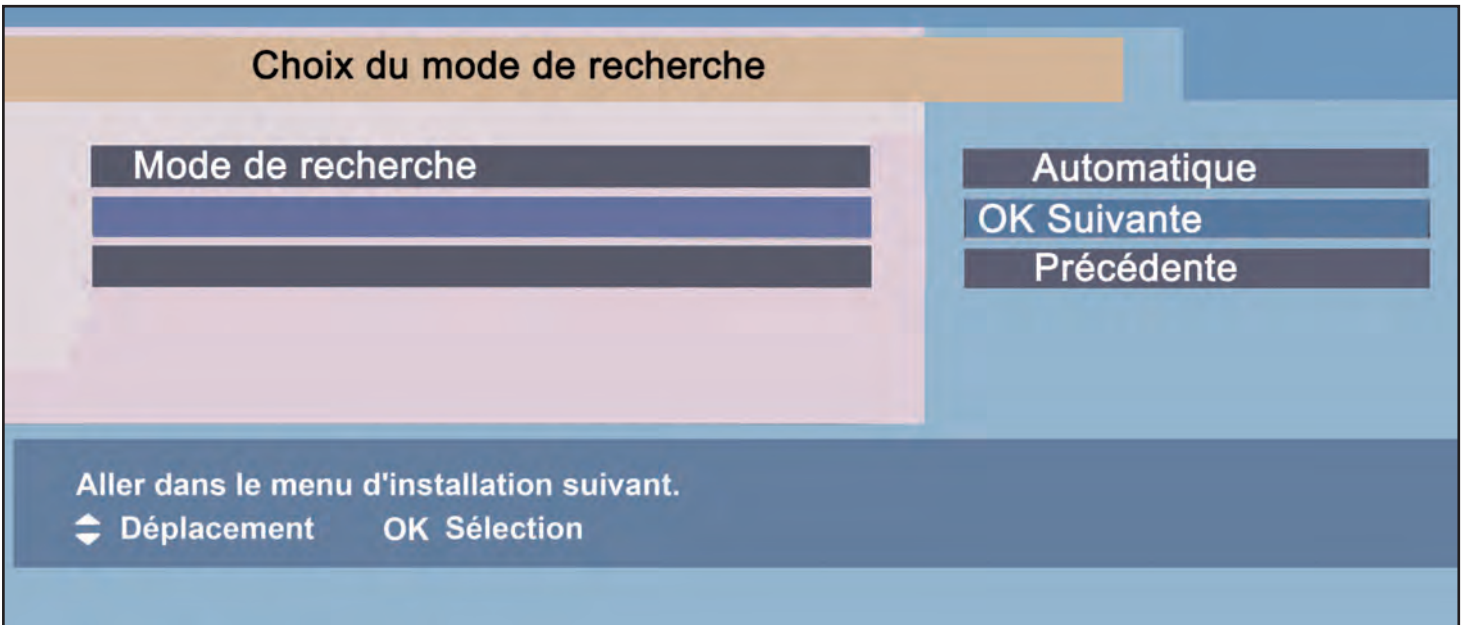 Choix du mode de recherche
Mode de recherche Automatique
OK Suivante
Précédente
Aller dans le menu d'installation suivant.
Déplacement OK Sélection